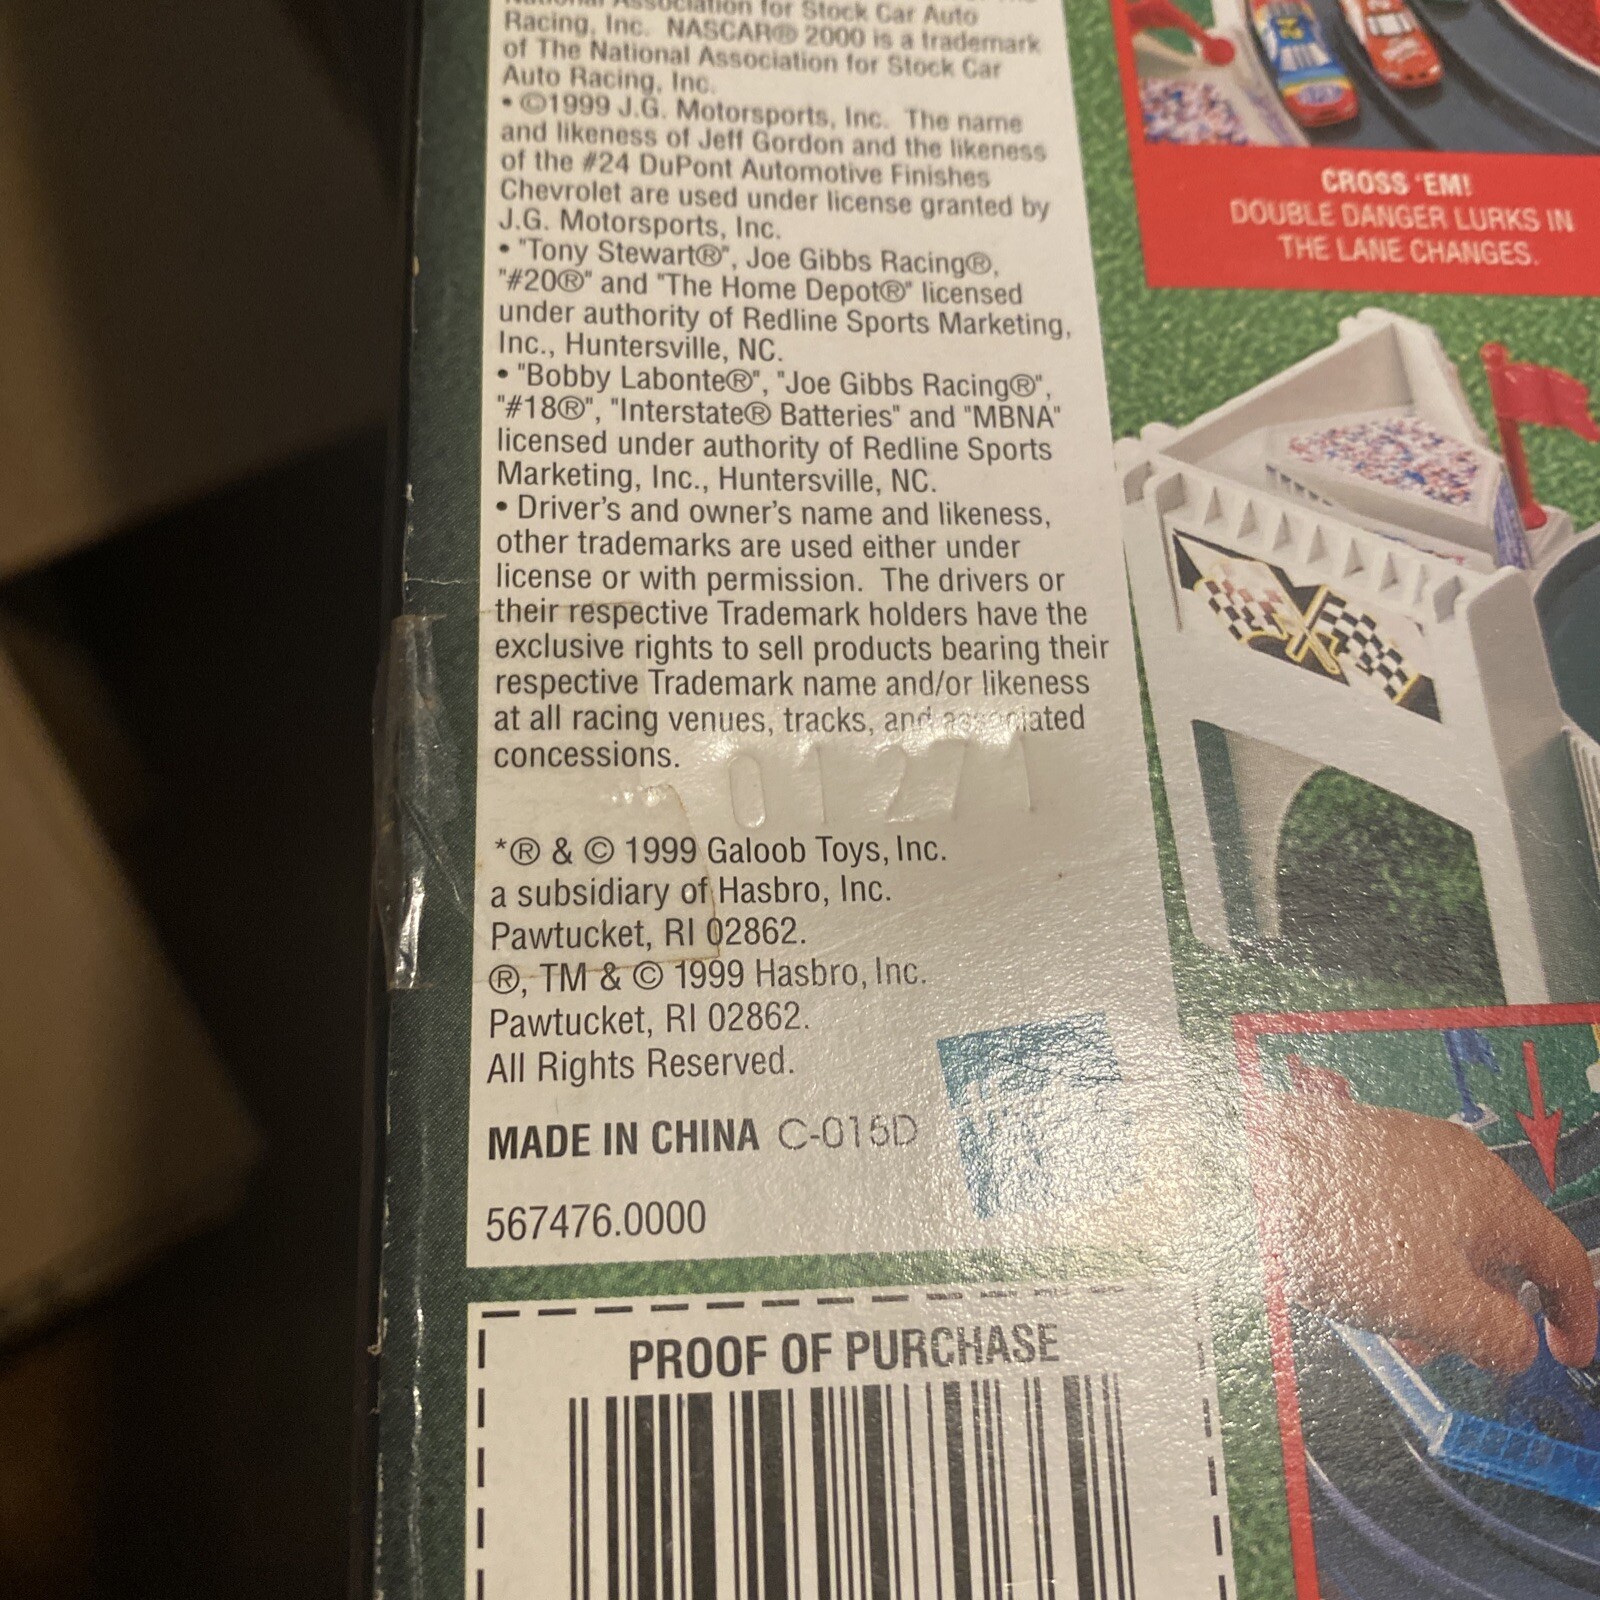 National Association for Stock Car Auto
Racing, Inc. NASCAR® 2000 is a trademark
of The National Association for Stock Car
Auto Racing, Inc.
• ©1999 J.G. Motorsports, Inc. The name
and likeness of Jeff Gordon and the likeness
of the #24 DuPont Automotive Finishes
Chevrolet are used under license granted by
J.G. Motorsports, Inc.
• "Tony Stewart®", Joe Gibbs Racing®,
"#20®" and "The Home Depot®" licensed
under authority of Redline Sports Marketing,
Inc., Huntersville, NC.
• "Bobby Labonte®", "Joe Gibbs Racing®",
"#18®", "Interstate® Batteries" and "MBNA"
licensed under authority of Redline Sports
Marketing, Inc., Huntersville, NC.
• Driver's and owner's name and likeness,
other trademarks are used either under
license or with permission. The drivers or
their respective Trademark holders have the
exclusive rights to sell products bearing their
respective Trademark name and/or likeness
at all racing venues, tracks, and associated
concessions.
01271
*® & © 1999 Galoob Toys, Inc.
a subsidiary of Hasbro, Inc.
Pawtucket, RI 02862.
®, TM & © 1999 Hasbro, Inc.
Pawtucket, RI 02862.
All Rights Reserved.
MADE IN CHINA C-015D
567476.0000
PROOF OF PURCHASE
CROSS 'EM!
DOUBLE DANGER LURKS IN
THE LANE CHANGES.